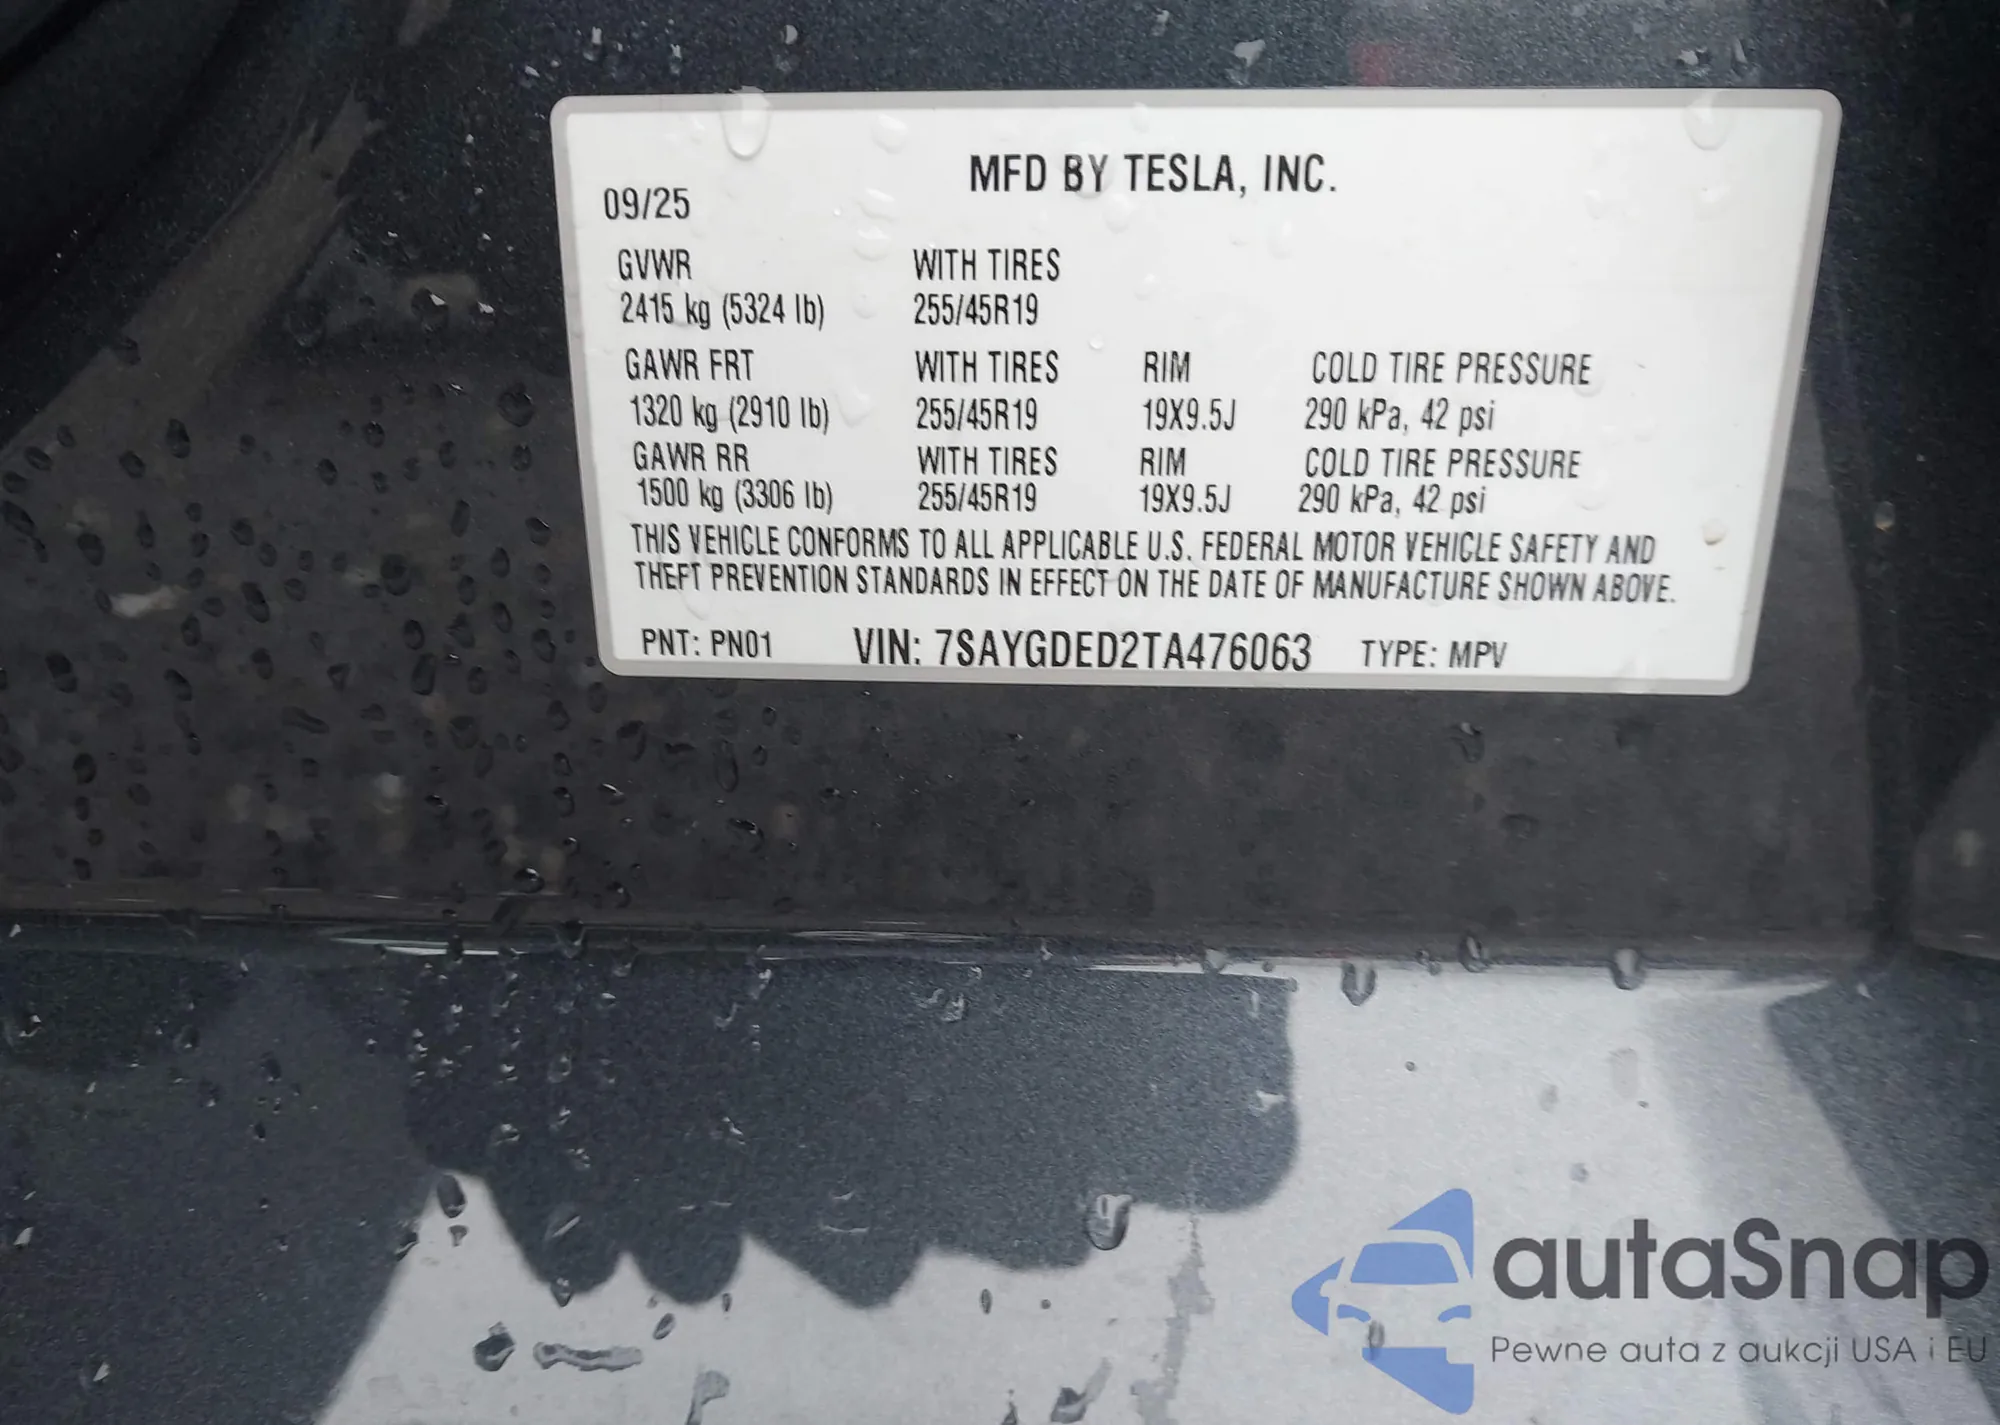 MFD BY TESLA, INC.
09/25
GVWR WITH TIRES
2415 kg (5324 lb) 255/45R19
GAWR FRT WITH TIRES RIM COLD TIRE PRESSURE
1320 kg (2910 lb) 255/45R19 19X9.5J 290 kPa, 42 psi
GAWR RR WITH TIRES RIM COLD TIRE PRESSURE
1500 kg (3306 lb) 255/45R19 19X9.5J 290 kPa, 42 psi
THIS VEHICLE CONFORMS TO ALL APPLICABLE U.S. FEDERAL MOTOR VEHICLE SAFETY AND
THEFT PREVENTION STANDARDS IN EFFECT ON THE DATE OF MANUFACTURE SHOWN ABOVE.
PNT: PN01 VIN: 7SAYGDED2TA476063 TYPE: MPV
autaSnap
Pewne auta z aukcji USA i EU